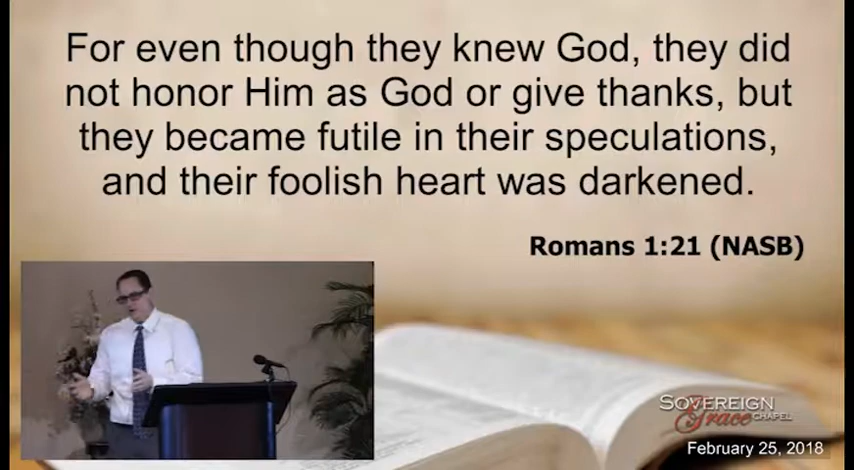 For even though they knew God, they did
not honor Him as God or give thanks, but
they became futile in their speculations,
and their foolish heart was darkened.
Romans 1:21 (NASB)
SOVEREIGN
Grace CHAPEL
February 25, 2018